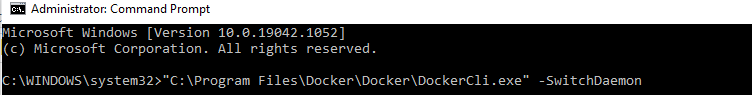 Administrator: Command Prompt
Microsoft Windows [Version 10.0.19042.1052]
(c) Microsoft Corporation. All rights reserved.
C:\WINDOWS\system32>"C:\Program Files\Docker\Docker\DockerCli.exe" -SwitchDaemon